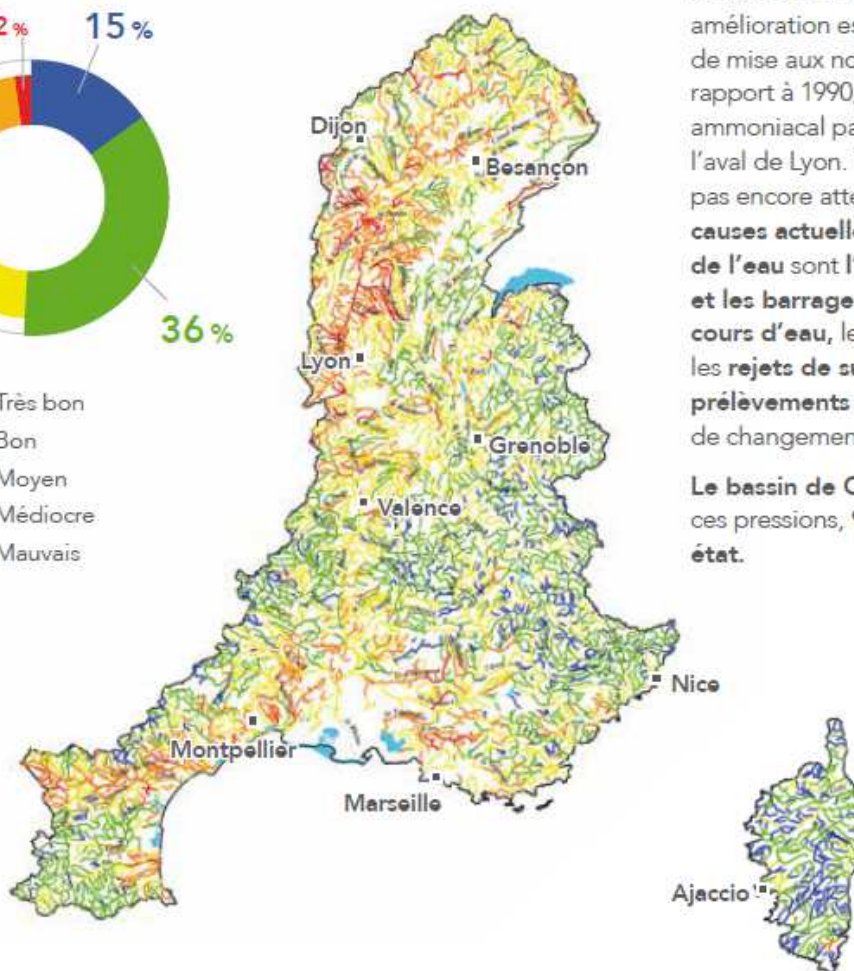 2 %
15 %
36 %
Très bon
Bon
Moyen
Médiocre
Mauvais
Dijon
Besançon
Lyon
Grenoble
Valence
Nice
Montpellier
Marseille
Ajaccio
amélioration es
de mise aux no
rapport à 1990,
ammoniacal pa
l'aval de Lyon.
pas encore atte
causes actuelle
de l'eau sont l'
et les barrage
cours d'eau, le
les rejets de su
prélèvements
de changemen
Le bassin de C
ces pressions,
état.